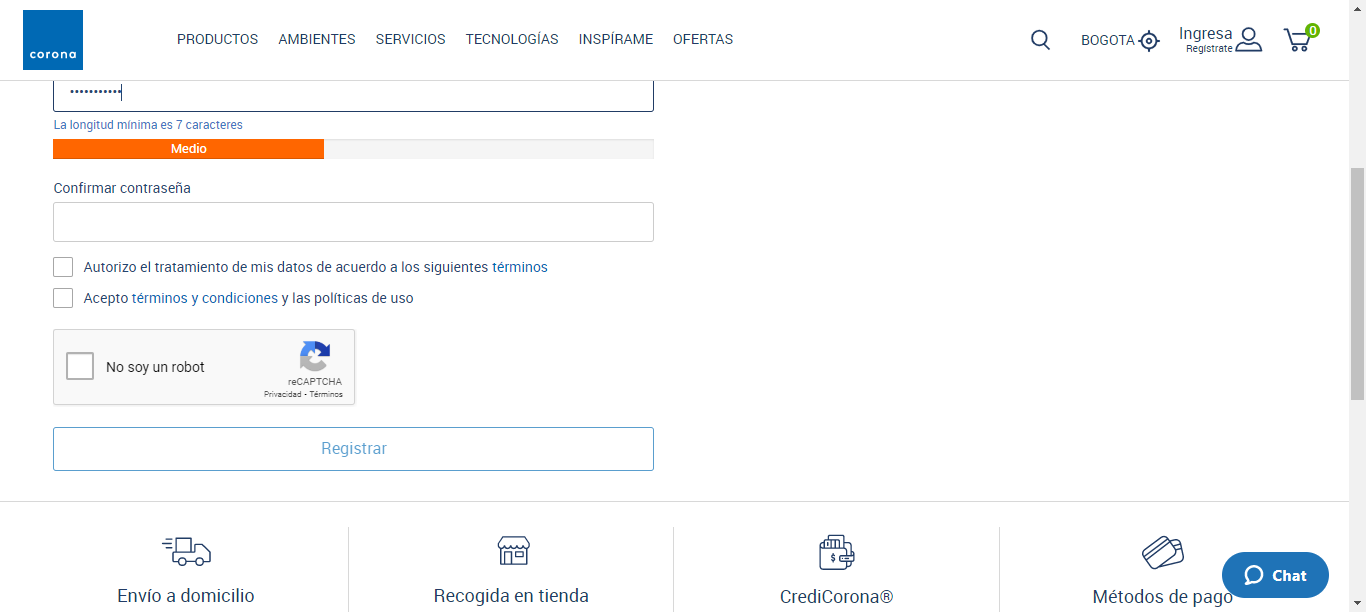 corona
PRODUCTOS AMBIENTES SERVICIOS TECNOLOGÍAS INSPÍRAME OFERTAS
BOGOTA
Ingresa
Regístrate
0
•••••••••••
La longitud mínima es 7 caracteres
Medio
Confirmar contraseña
Autorizo el tratamiento de mis datos de acuerdo a los siguientes términos
Acepto términos y condiciones y las políticas de uso
No soy un robot
reCAPTCHA
Privacidad - Términos
Registrar
Envío a domicilio
Recogida en tienda
CrediCorona®
Métodos de pago
Chat